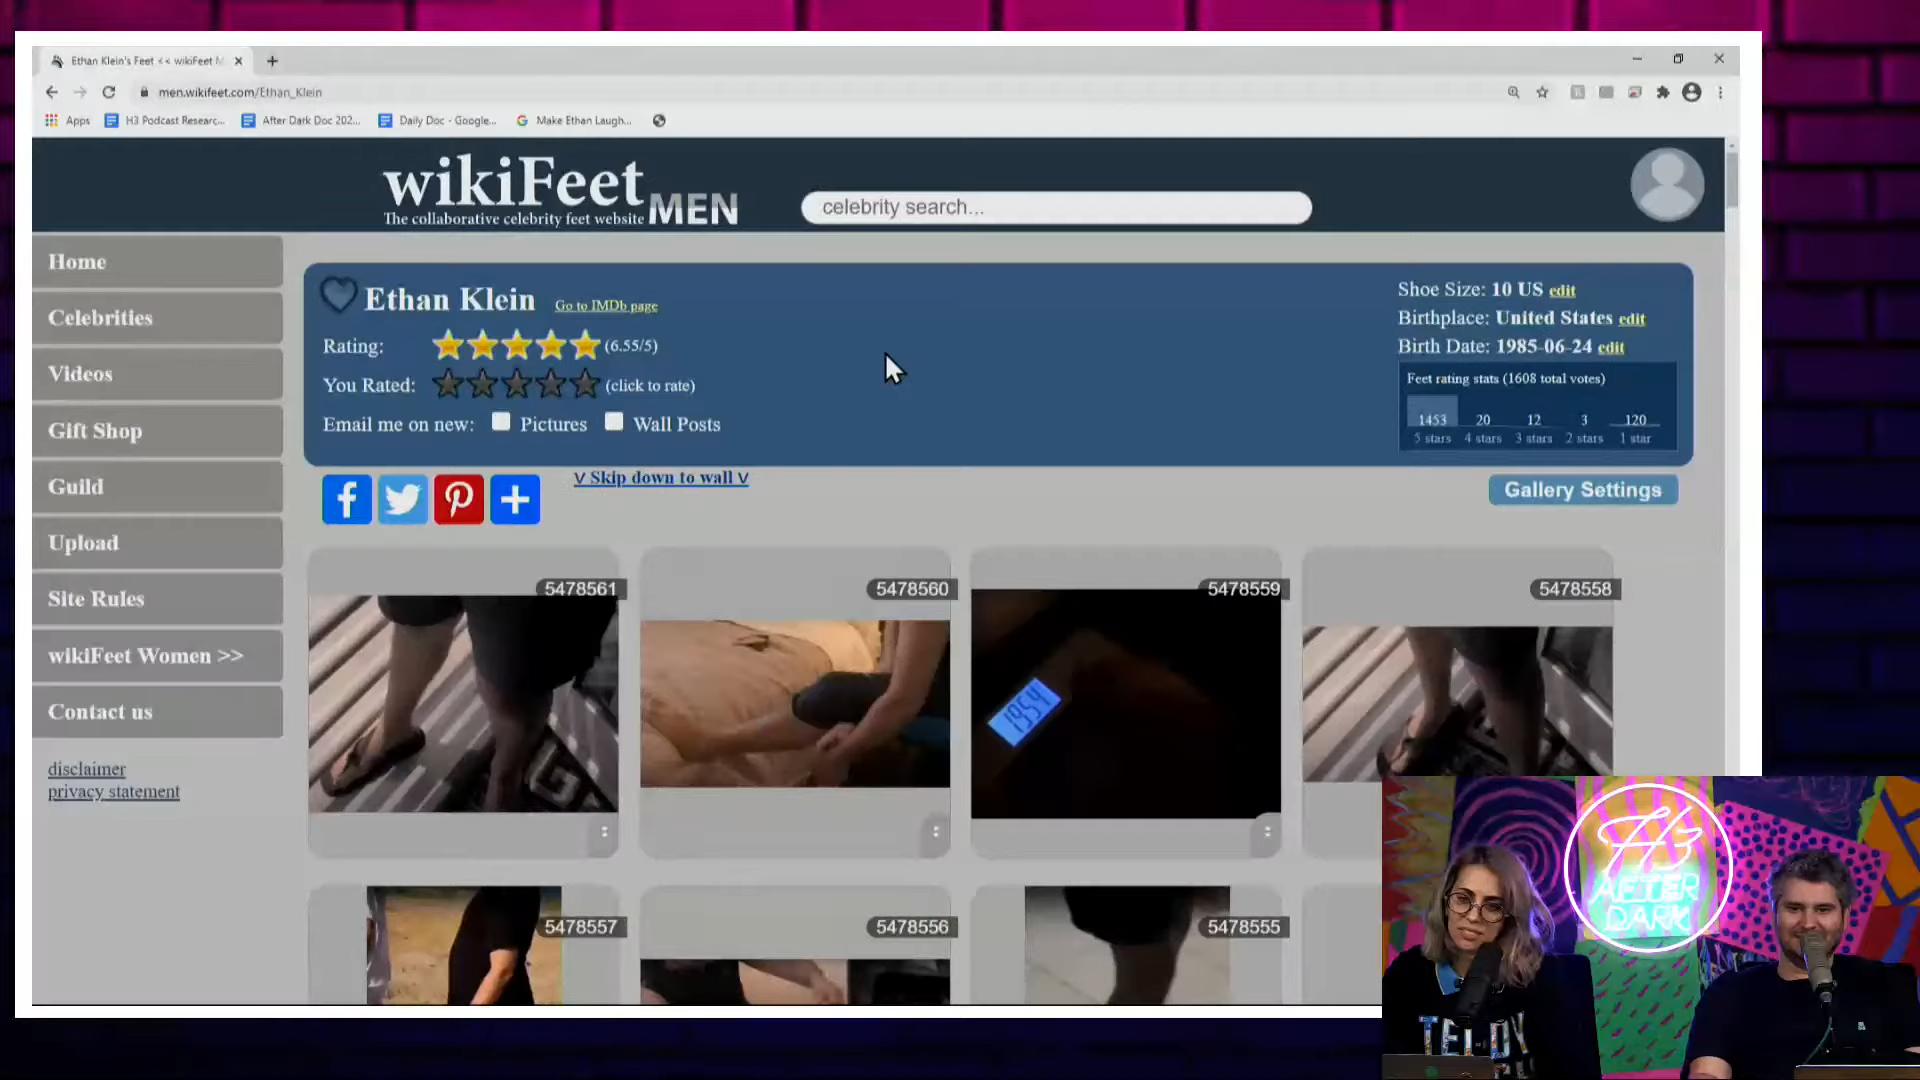 Ethan Klein's Feet << wikiFeet M
men.wikifeet.com/Ethan_Klein
Apps H3 Podcast Researc... After Dark Doc 202... Daily Doc - Google... Make Ethan Laugh...
wikiFeet MEN
The collaborative celebrity feet website
celebrity search...
Home
Celebrities
Videos
Gift Shop
Guild
Upload
Site Rules
wikiFeet Women >>
Contact us
disclaimer
privacy statement
Ethan Klein Go to IMDb page
Rating: (6.55/5)
You Rated: (click to rate)
Email me on new: Pictures Wall Posts
Shoe Size: 10 US edit
Birthplace: United States edit
Birth Date: 1985-06-24 edit
Feet rating stats (1608 total votes)
1453 20 12 3 120
5 stars 4 stars 3 stars 2 stars 1 star
V Skip down to wall V
Gallery Settings
5478561 5478560 5478559 5478558
195.4
5478557 5478556 5478555
H3
AFTER
DARK